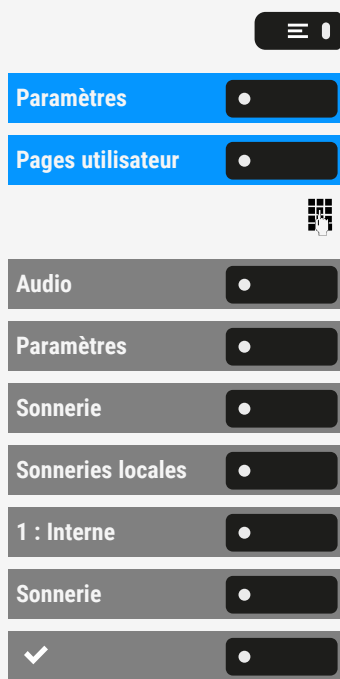 Paramètres
Pages utilisateur
Audio
Paramètres
Sonnerie
Sonneries locales
1 : Interne
Sonnerie